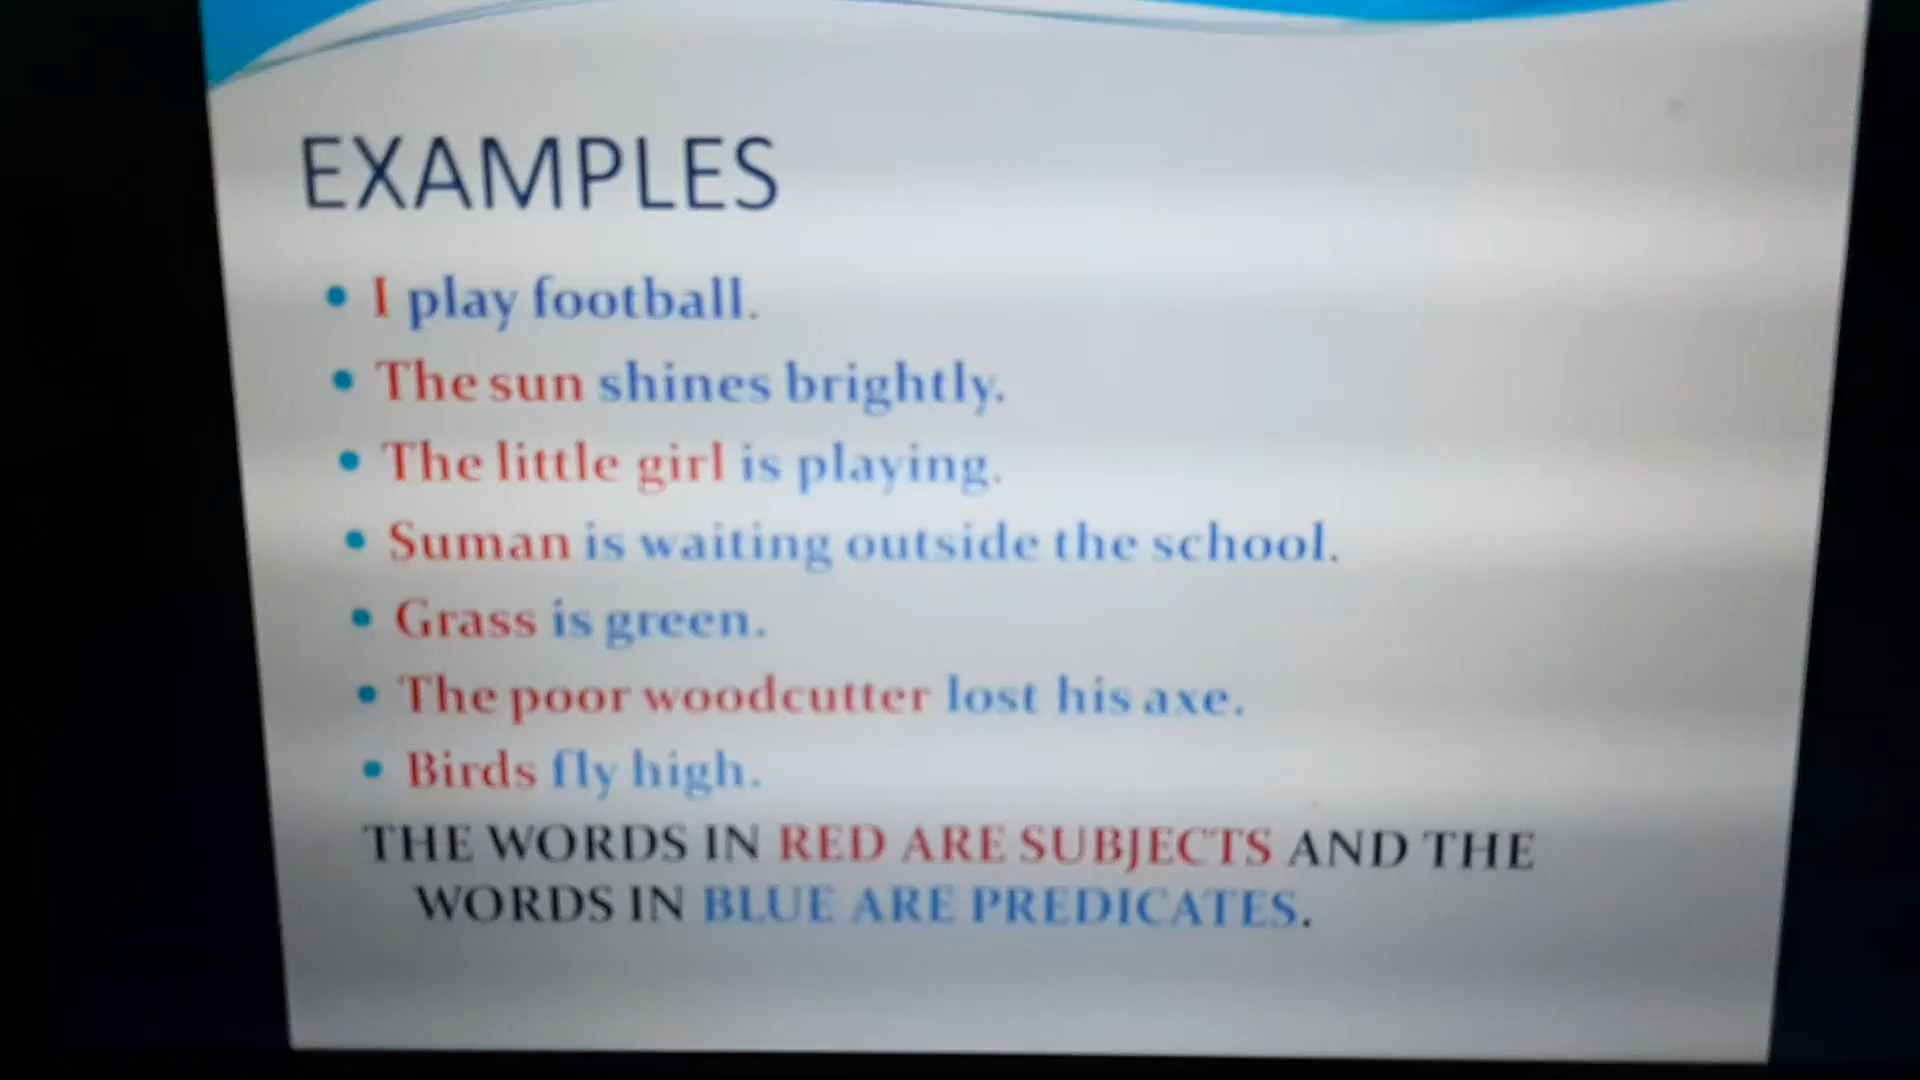 EXAMPLES
• I play football.
• The sun shines brightly.
• The little girl is playing.
• Suman is waiting outside the school.
• Grass is green.
• The poor woodcutter lost his axe.
• Birds fly high.
THE WORDS IN RED ARE SUBJECTS AND THE
WORDS IN BLUE ARE PREDICATES.